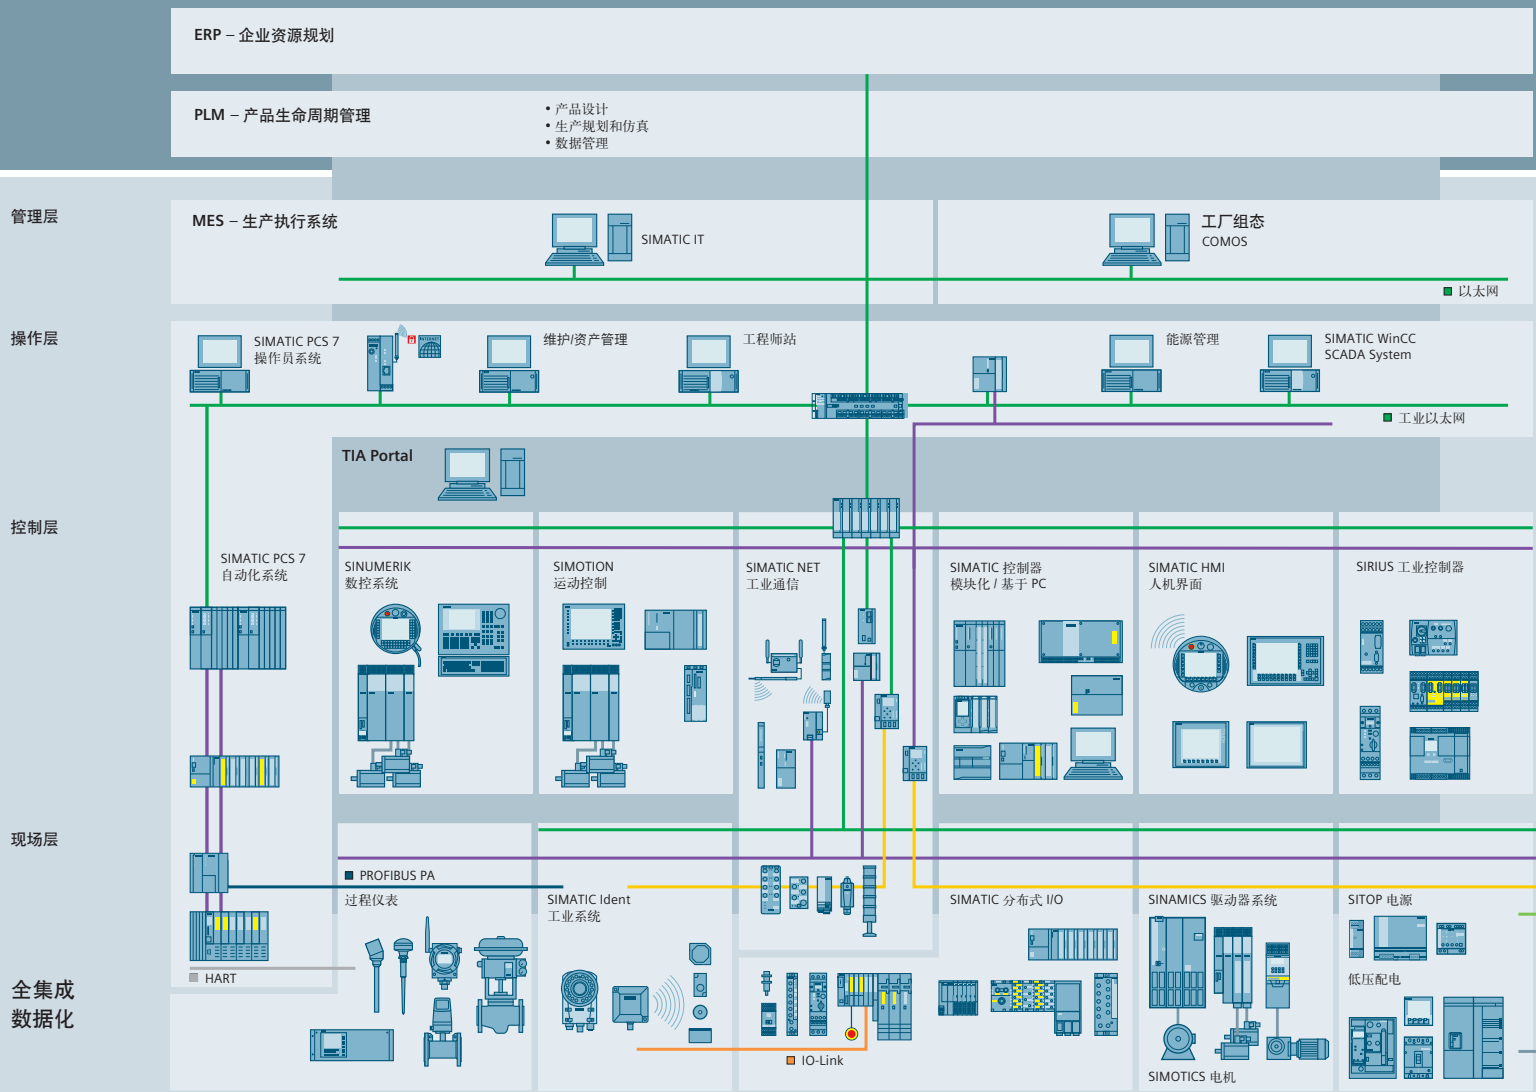 ERP – 企业资源规划
PLM – 产品生命周期管理
• 产品设计
• 生产规划和仿真
• 数据管理
管理层
MES – 生产执行系统
SIMATIC IT
工厂组态
COMOS
以太网
操作层
SIMATIC PCS 7
操作员系统
维护/资产管理
工程师站
能源管理
SIMATIC WinCC
SCADA System
工业以太网
TIA Portal
控制层
SIMATIC PCS 7
自动化系统
SINUMERIK
数控系统
SIMOTION
运动控制
SIMATIC NET
工业通信
SIMATIC 控制器
模块化 / 基于 PC
SIMATIC HMI
人机界面
SIRIUS 工业控制器
现场层
PROFIBUS PA
过程仪表
SIMATIC Ident
工业系统
SIMATIC 分布式 I/O
SINAMICS 驱动器系统
SITOP 电源
HART
低压配电
全集成
数据化
IO-Link
SIMOTICS 电机